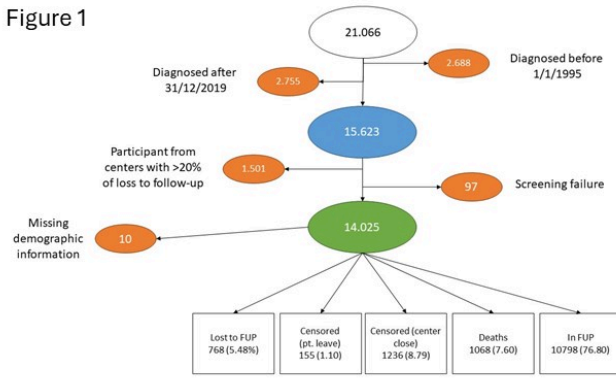 Figure 1
21.066
Diagnosed after
31/12/2019
2.755
2.688
Diagnosed before
1/1/1995
15.623
Participant from
centers with >20%
of loss to follow-up
1.501
97
Screening failure
14.025
Missing
demographic
information
10
Lost to FUP
768 (5.48%)
Censored
(pt. leave)
155 (1.10)
Censored (center
close)
1236 (8.79)
Deaths
1068 (7.60)
In FUP
10798 (76.80)